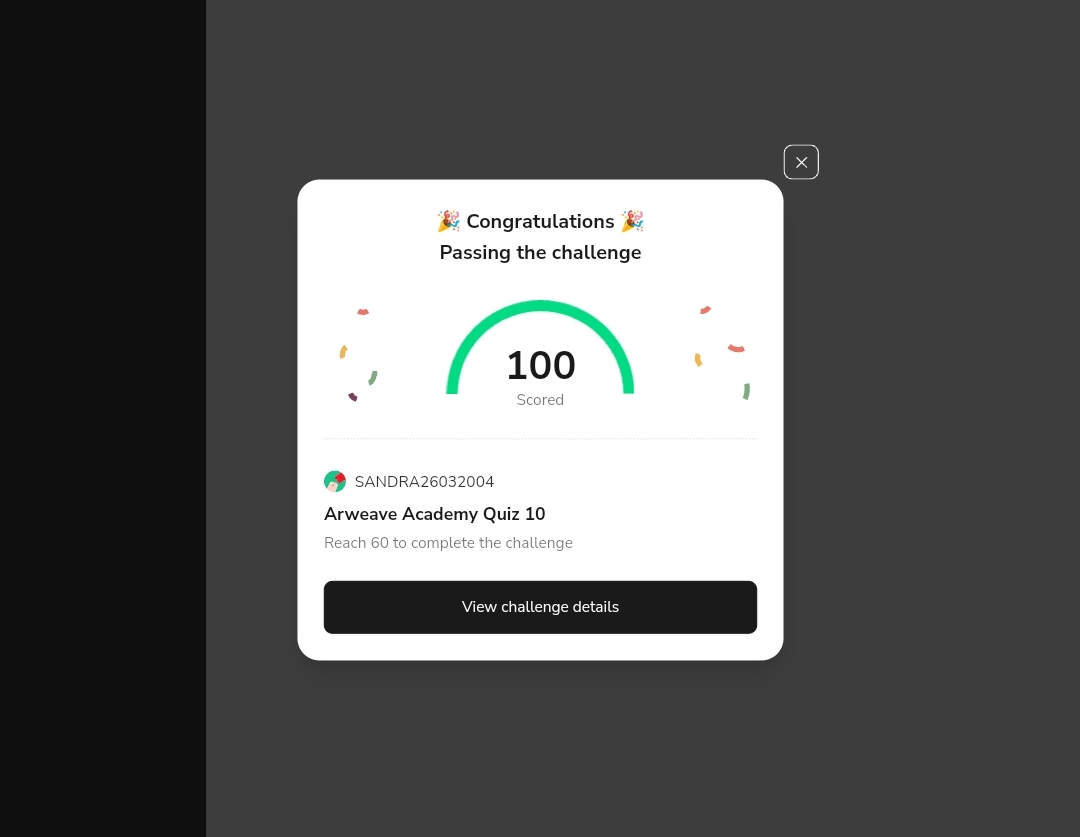 🎉 Congratulations 🎉
Passing the challenge
100
Scored
SANDRA26032004
Arweave Academy Quiz 10
Reach 60 to complete the challenge
View challenge details